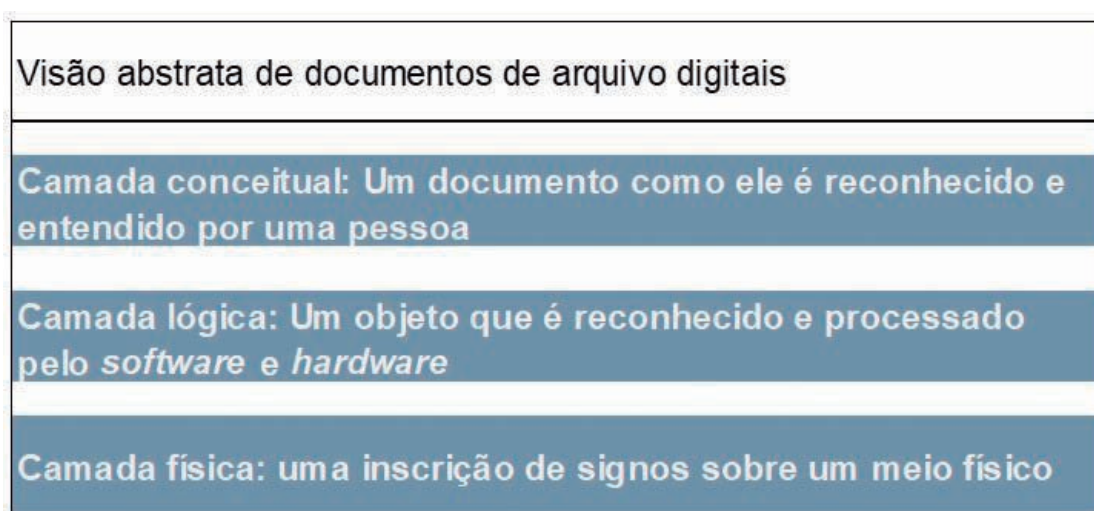 Visão abstrata de documentos de arquivo digitais
Camada conceitual: Um documento como ele é reconhecido e
entendido por uma pessoa
Camada lógica: Um objeto que é reconhecido e processado
pelo software e hardware
Camada física: uma inscrição de signos sobre um meio físico